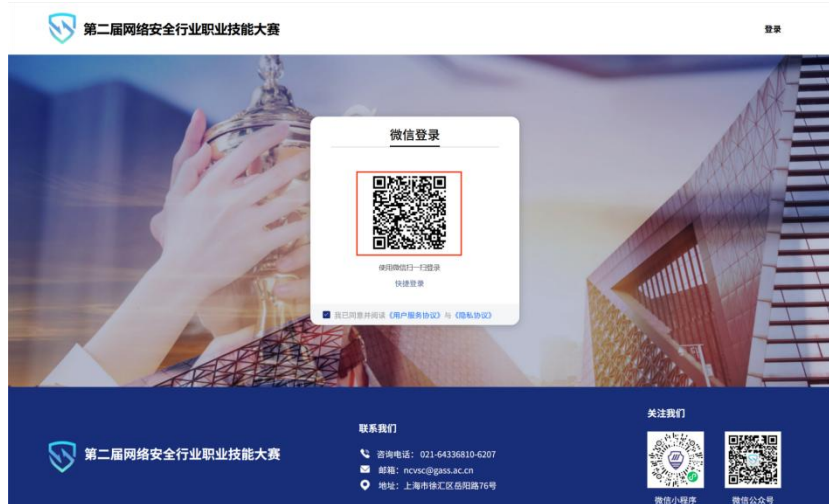 第二届网络安全行业职业技能大赛
登录
微信登录
使用微信扫一扫登录
快捷登录
我已同意并阅读《用户服务协议》与《隐私协议》
第二届网络安全行业职业技能大赛
联系我们
咨询电话：021-64336810-6207
邮箱：ncvsc@gass.ac.cn
地址：上海市徐汇区岳阳路76号
关注我们
微信小程序
微信公众号